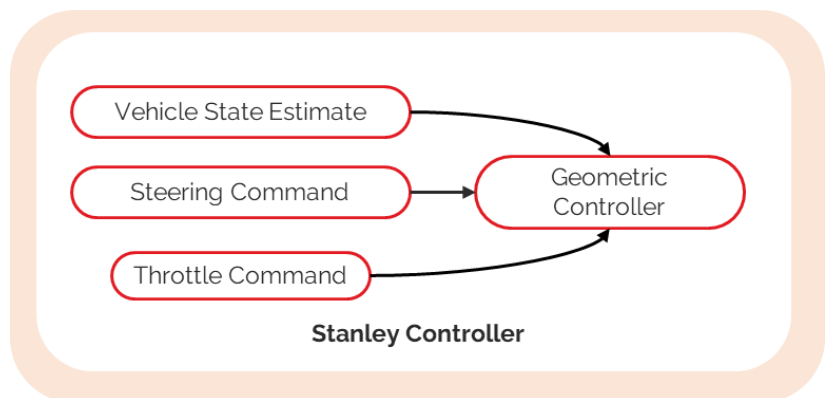 Vehicle State Estimate
Steering Command
Geometric
Controller
Throttle Command
Stanley Controller